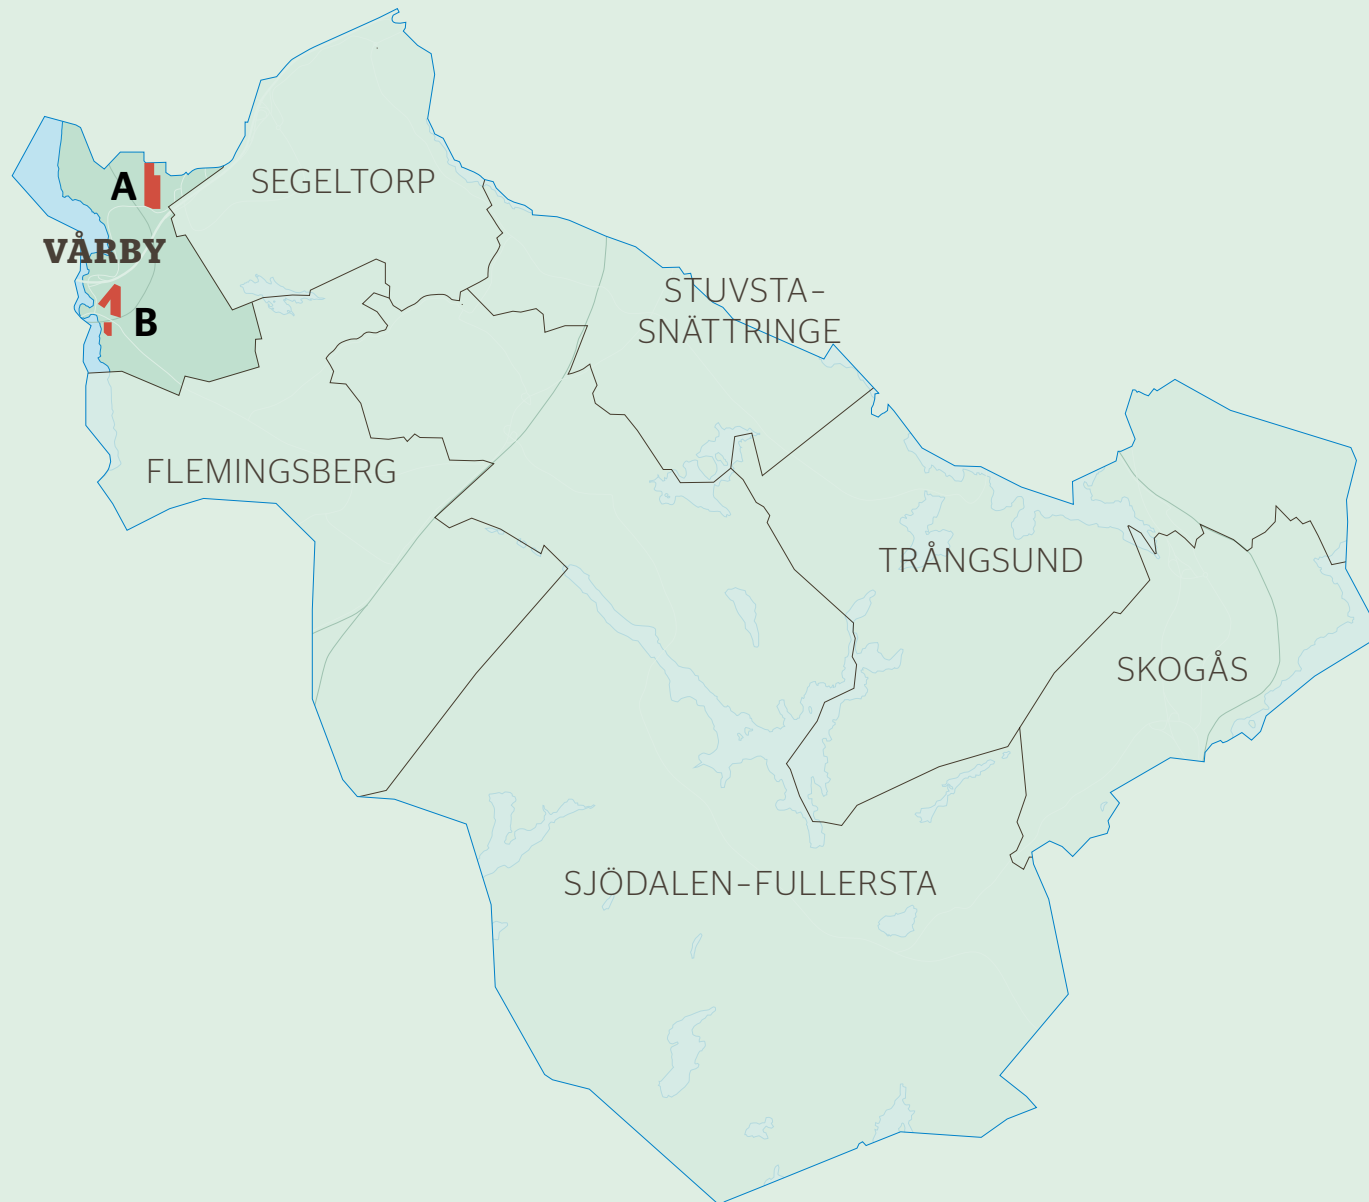 SEGELTORP
A
VÅRBY
B
STUVSTA-
SNÄTTRINGE
FLEMINGSBERG
TRÅNGSUND
SKOGÅS
SJÖDALEN-FULLERSTA